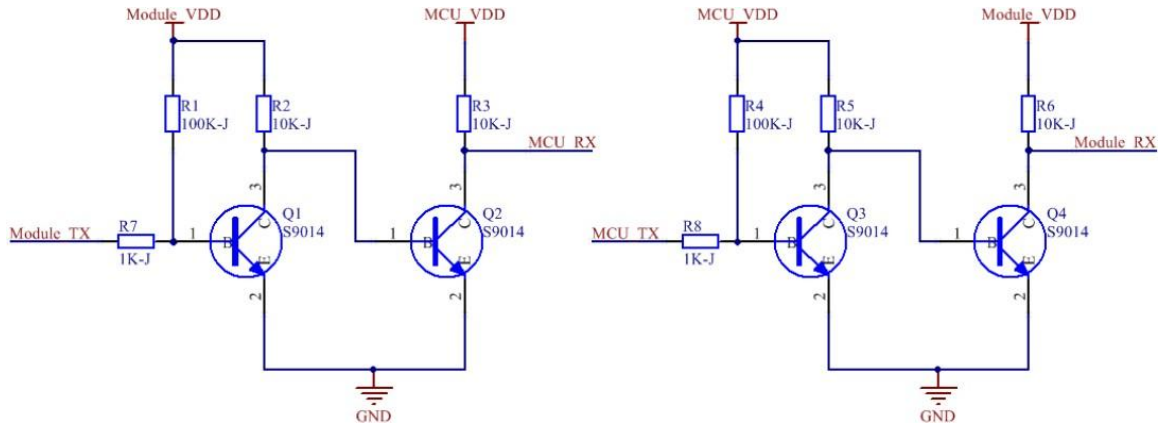 Module_VDD
MCU_VDD
MCU_VDD
Module_VDD
R1
100K-J
R2
10K-J
R3
10K-J
R4
100K-J
R5
10K-J
R6
10K-J
MCU_RX
Module_RX
3
3
3
3
Module_TX
R7
1K-J
1
B
C
E
Q1
S9014
2
1
B
C
E
Q2
S9014
2
MCU_TX
R8
1K-J
1
B
C
E
Q3
S9014
2
1
B
C
E
Q4
S9014
2
GND
GND